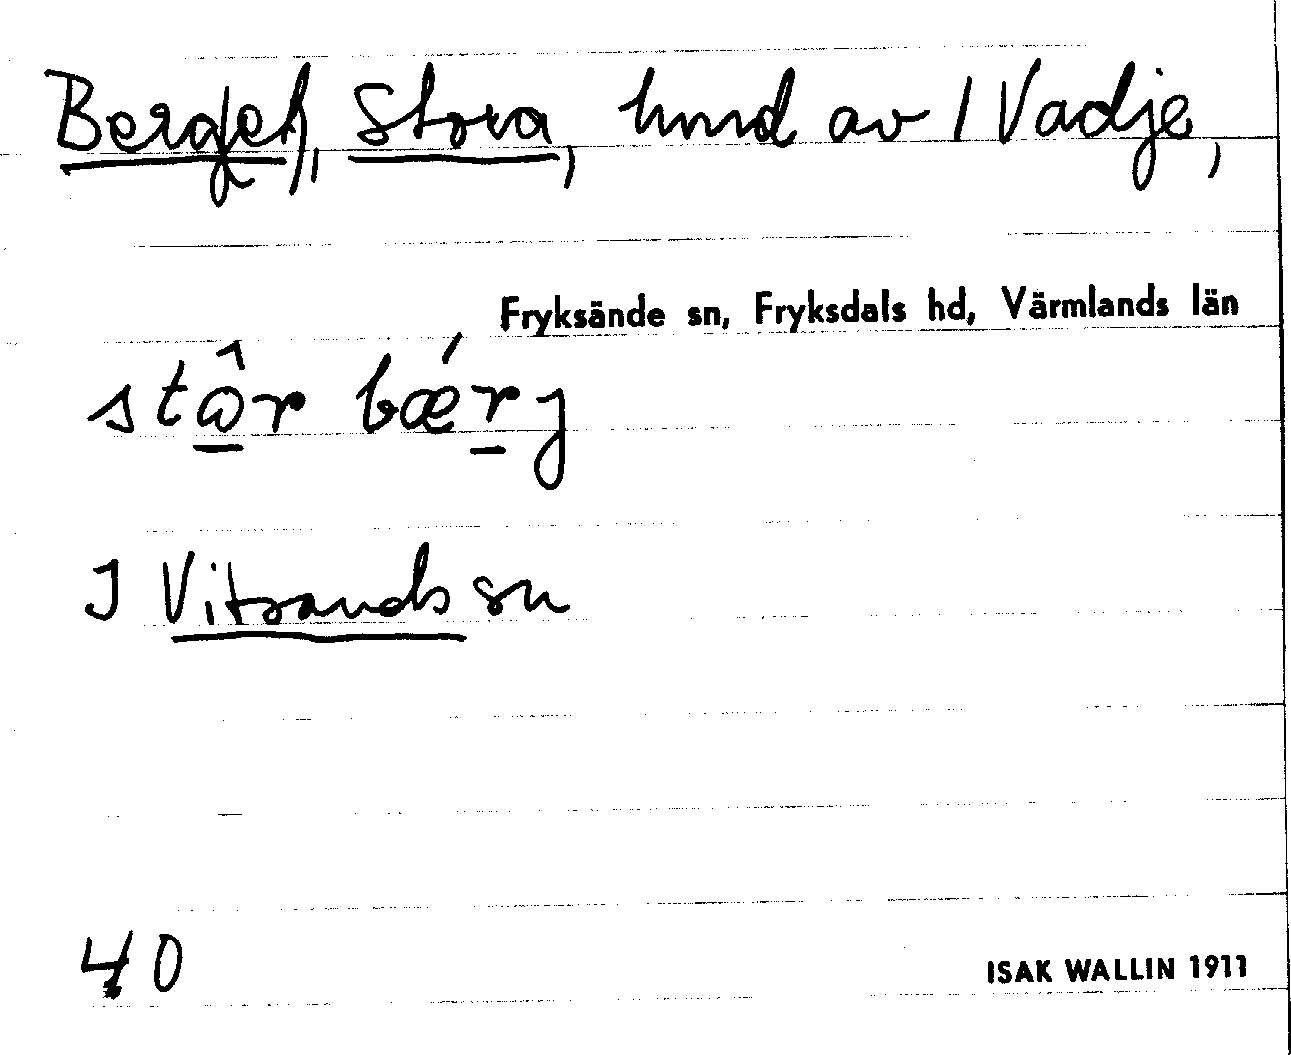 Berget, Stora, hmd av 1 Vadje,
Fryksände sn, Fryksdals hd, Värmlands län
stôr bǽrj
I Vitsands sn
40
ISAK WALLIN 1911